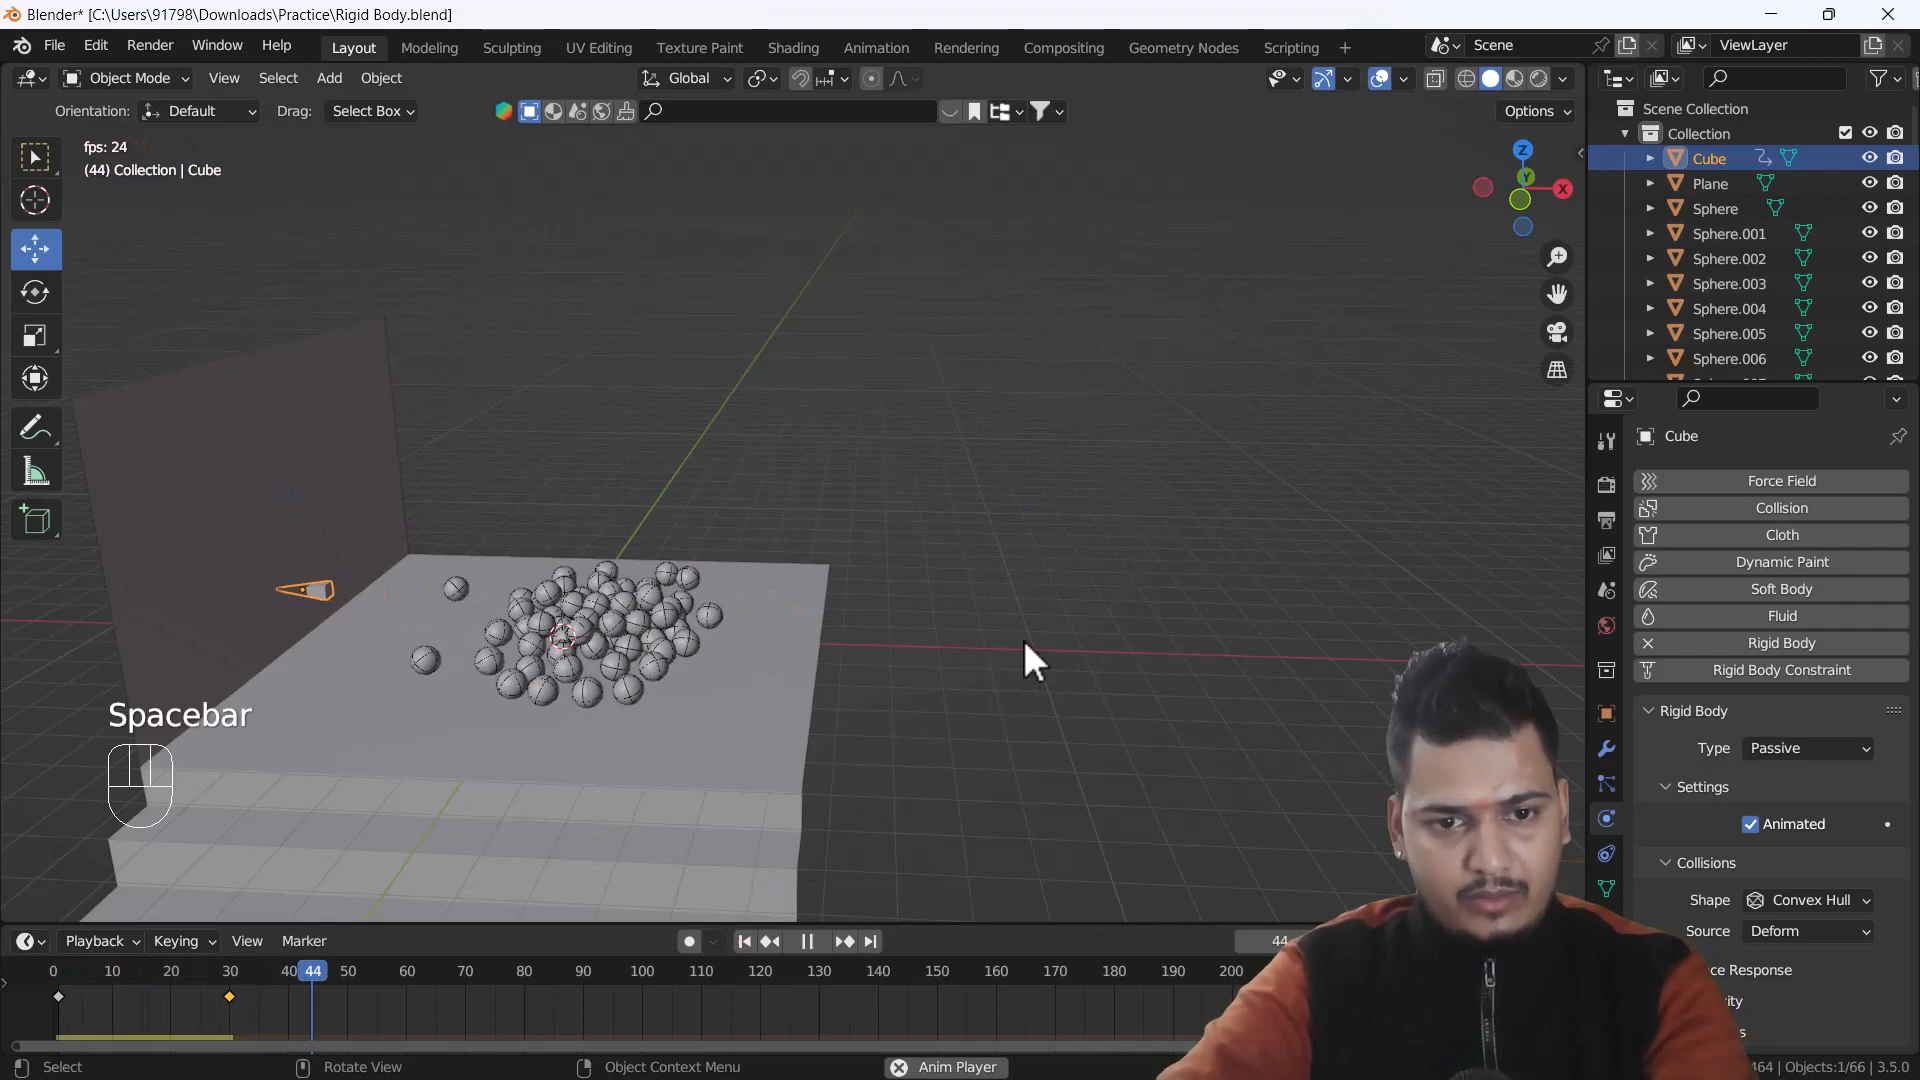 Blender* [C:\Users\91798\Downloads\Practice\Rigid Body.blend]
File Edit Render Window Help Layout Modeling Sculpting UV Editing Texture Paint Shading Animation Rendering Compositing Geometry Nodes Scripting + Scene ViewLayer
Object Mode View Select Add Object Global
Orientation: Default Drag: Select Box Options
fps: 24
(44) Collection | Cube
Z
Y
X
Scene Collection
Collection
Cube
Plane
Sphere
Sphere.001
Sphere.002
Sphere.003
Sphere.004
Sphere.005
Sphere.006
Cube
Force Field
Collision
Cloth
Dynamic Paint
Soft Body
Fluid
Rigid Body
Rigid Body Constraint
Rigid Body
Type Passive
Settings
Animated
Collisions
Shape Convex Hull
Source Deform
ce Response
Spacebar
Playback Keying View Marker 44
0 10 20 30 40 44 50 60 70 80 90 100 110 120 130 140 150 160 170 180 190 200
Select Rotate View Object Context Menu Anim Player 464 | Objects:1/66 | 3.5.0